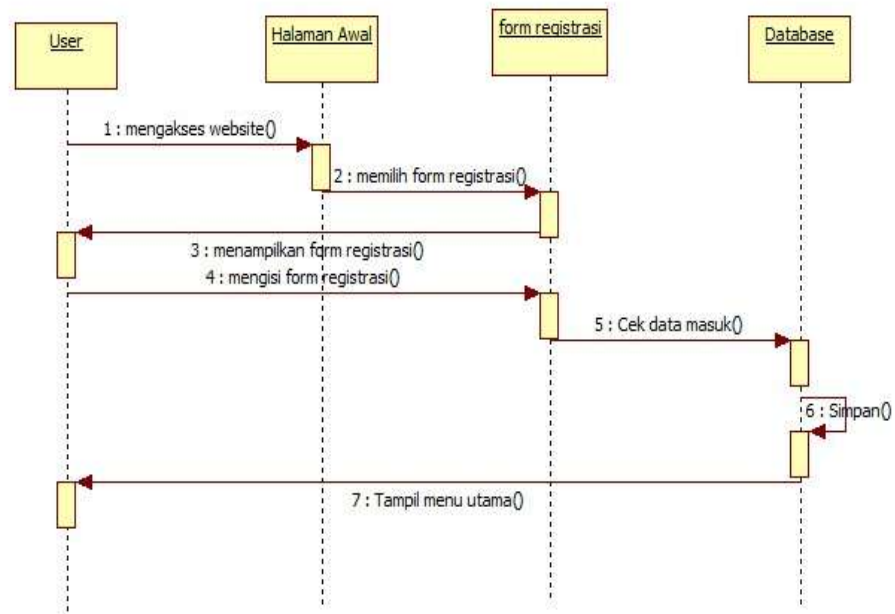 User
Halaman Awal
form registrasi
Database
1 : mengakses website()
2 : memilih form registrasi()
3 : menampilkan form registrasi()
4 : mengisi form registrasi()
5 : Cek data masuk()
6 : Simpan()
7 : Tampil menu utama()